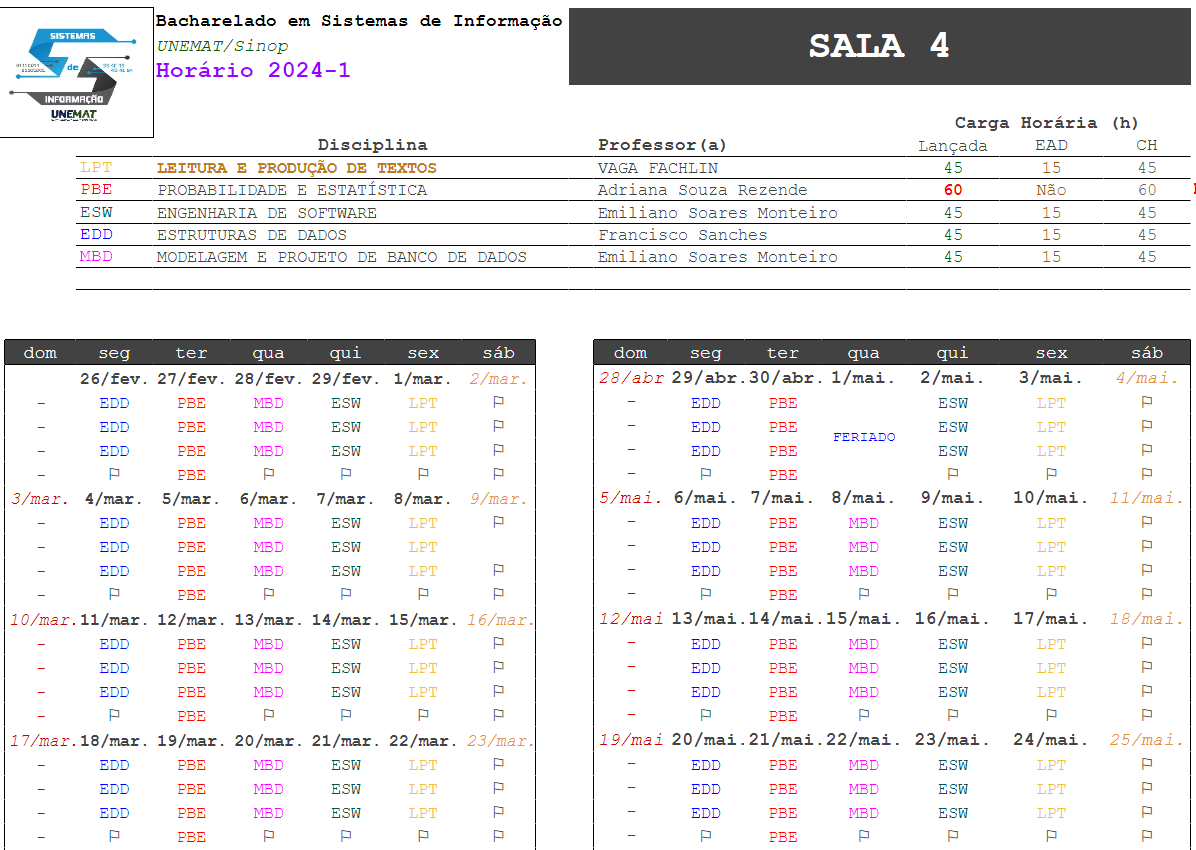 SISTEMAS
de
INFORMAÇÃO
UNEMAT
Bacharelado em Sistemas de Informação
UNEMAT/Sinop
Horário 2024-1
SALA 4
Carga Horária (h)
Disciplina Professor(a) Lançada EAD CH
LPT LEITURA E PRODUÇÃO DE TEXTOS VAGA FACHLIN 45 15 45
PBE PROBABILIDADE E ESTATÍSTICA Adriana Souza Rezende 60 Não 60
ESW ENGENHARIA DE SOFTWARE Emiliano Soares Monteiro 45 15 45
EDD ESTRUTURAS DE DADOS Francisco Sanches 45 15 45
MBD MODELAGEM E PROJETO DE BANCO DE DADOS Emiliano Soares Monteiro 45 15 45
dom seg ter qua qui sex sáb
26/fev. 27/fev. 28/fev. 29/fev. 1/mar. 2/mar.
- EDD PBE MBD ESW LPT ⚐
- EDD PBE MBD ESW LPT ⚐
- EDD PBE MBD ESW LPT ⚐
- ⚐ PBE ⚐ ⚐ ⚐ ⚐
3/mar. 4/mar. 5/mar. 6/mar. 7/mar. 8/mar. 9/mar.
- EDD PBE MBD ESW LPT ⚐
- EDD PBE MBD ESW LPT
- EDD PBE MBD ESW LPT ⚐
- ⚐ PBE ⚐ ⚐ ⚐ ⚐
10/mar. 11/mar. 12/mar. 13/mar. 14/mar. 15/mar. 16/mar.
- EDD PBE MBD ESW LPT ⚐
- EDD PBE MBD ESW LPT ⚐
- EDD PBE MBD ESW LPT ⚐
- ⚐ PBE ⚐ ⚐ ⚐ ⚐
17/mar. 18/mar. 19/mar. 20/mar. 21/mar. 22/mar. 23/mar.
- EDD PBE MBD ESW LPT ⚐
- EDD PBE MBD ESW LPT ⚐
- EDD PBE MBD ESW LPT ⚐
- ⚐ PBE ⚐ ⚐ ⚐ ⚐
dom seg ter qua qui sex sáb
28/abr 29/abr. 30/abr. 1/mai. 2/mai. 3/mai. 4/mai.
- EDD PBE ESW LPT ⚐
- EDD PBE ESW LPT ⚐
FERIADO
- EDD PBE ESW LPT ⚐
- ⚐ PBE ⚐ ⚐ ⚐
5/mai. 6/mai. 7/mai. 8/mai. 9/mai. 10/mai. 11/mai.
- EDD PBE MBD ESW LPT ⚐
- EDD PBE MBD ESW LPT ⚐
- EDD PBE MBD ESW LPT ⚐
- ⚐ PBE ⚐ ⚐ ⚐ ⚐
12/mai 13/mai. 14/mai. 15/mai. 16/mai. 17/mai. 18/mai.
- EDD PBE MBD ESW LPT ⚐
- EDD PBE MBD ESW LPT ⚐
- EDD PBE MBD ESW LPT ⚐
- ⚐ PBE ⚐ ⚐ ⚐ ⚐
19/mai 20/mai. 21/mai. 22/mai. 23/mai. 24/mai. 25/mai.
- EDD PBE MBD ESW LPT ⚐
- EDD PBE MBD ESW LPT ⚐
- EDD PBE MBD ESW LPT ⚐
- ⚐ PBE ⚐ ⚐ ⚐ ⚐